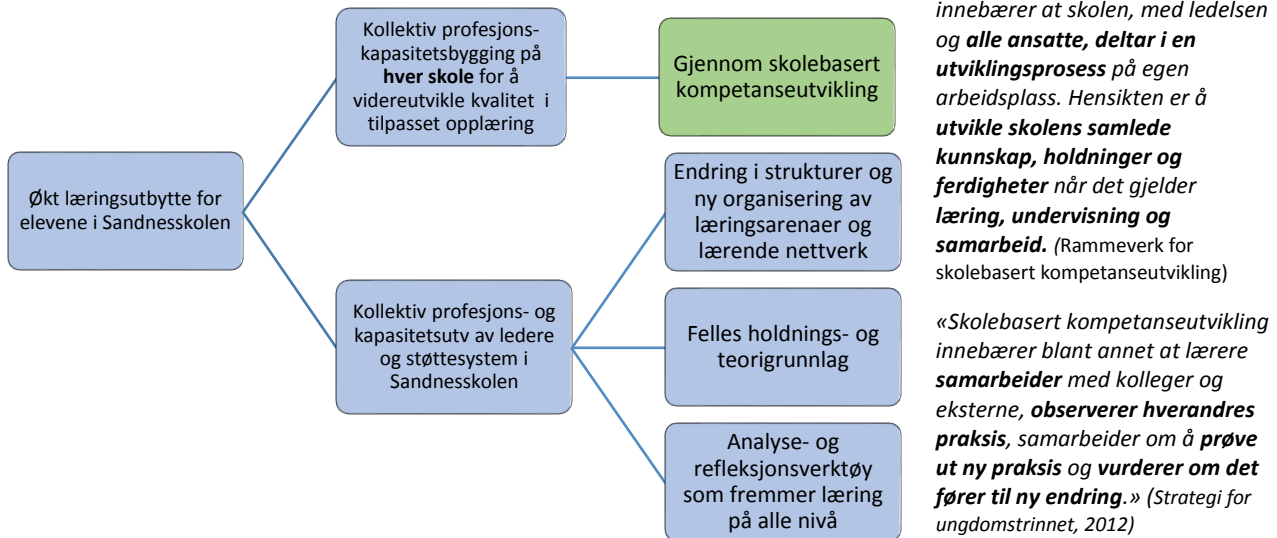 Økt læringsutbytte for
elevene i Sandnesskolen
Kollektiv profesjons-
kapasitetsbygging på
hver skole for å
videreutvikle kvalitet i
tilpasset opplæring
Gjennom skolebasert
kompetanseutvikling
Kollektiv profesjons- og
kapasitetsutv av ledere
og støttesystem i
Sandnesskolen
Endring i strukturer og
ny organisering av
læringsarenaer og
lærende nettverk
Felles holdnings- og
teorigrunnlag
Analyse- og
refleksjonsverktøy
som fremmer læring
på alle nivå
innebærer at skolen, med ledelsen
og alle ansatte, deltar i en
utviklingsprosess på egen
arbeidsplass. Hensikten er å
utvikle skolens samlede
kunnskap, holdninger og
ferdigheter når det gjelder
læring, undervisning og
samarbeid. (Rammeverk for
skolebasert kompetanseutvikling)
«Skolebasert kompetanseutvikling
innebærer blant annet at lærere
samarbeider med kolleger og
eksterne, observerer hverandres
praksis, samarbeider om å prøve
ut ny praksis og vurderer om det
fører til ny endring.» (Strategi for
ungdomstrinnet, 2012)